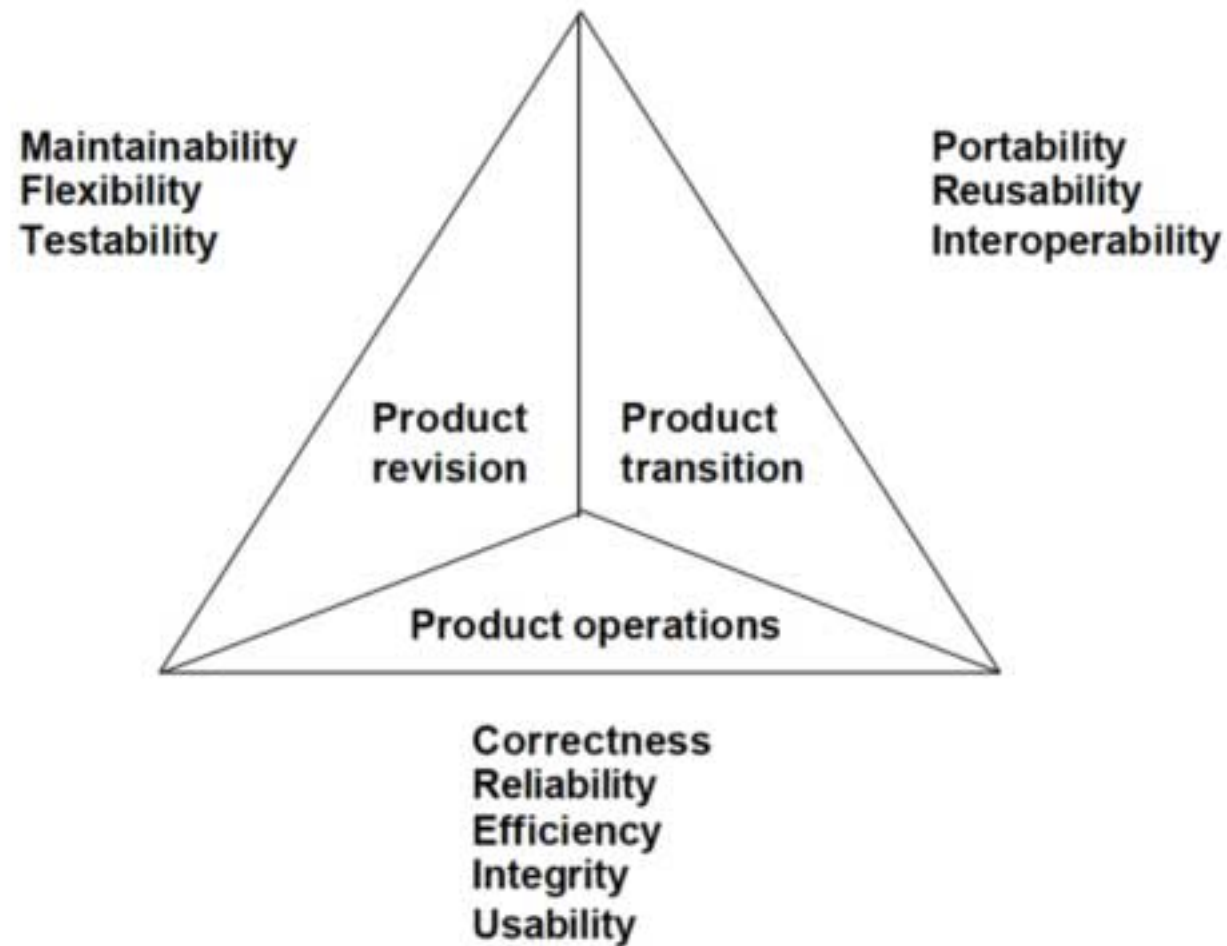 Maintainability
Flexibility
Testability
Portability
Reusability
Interoperability
Product
revision
Product
transition
Product operations
Correctness
Reliability
Efficiency
Integrity
Usability